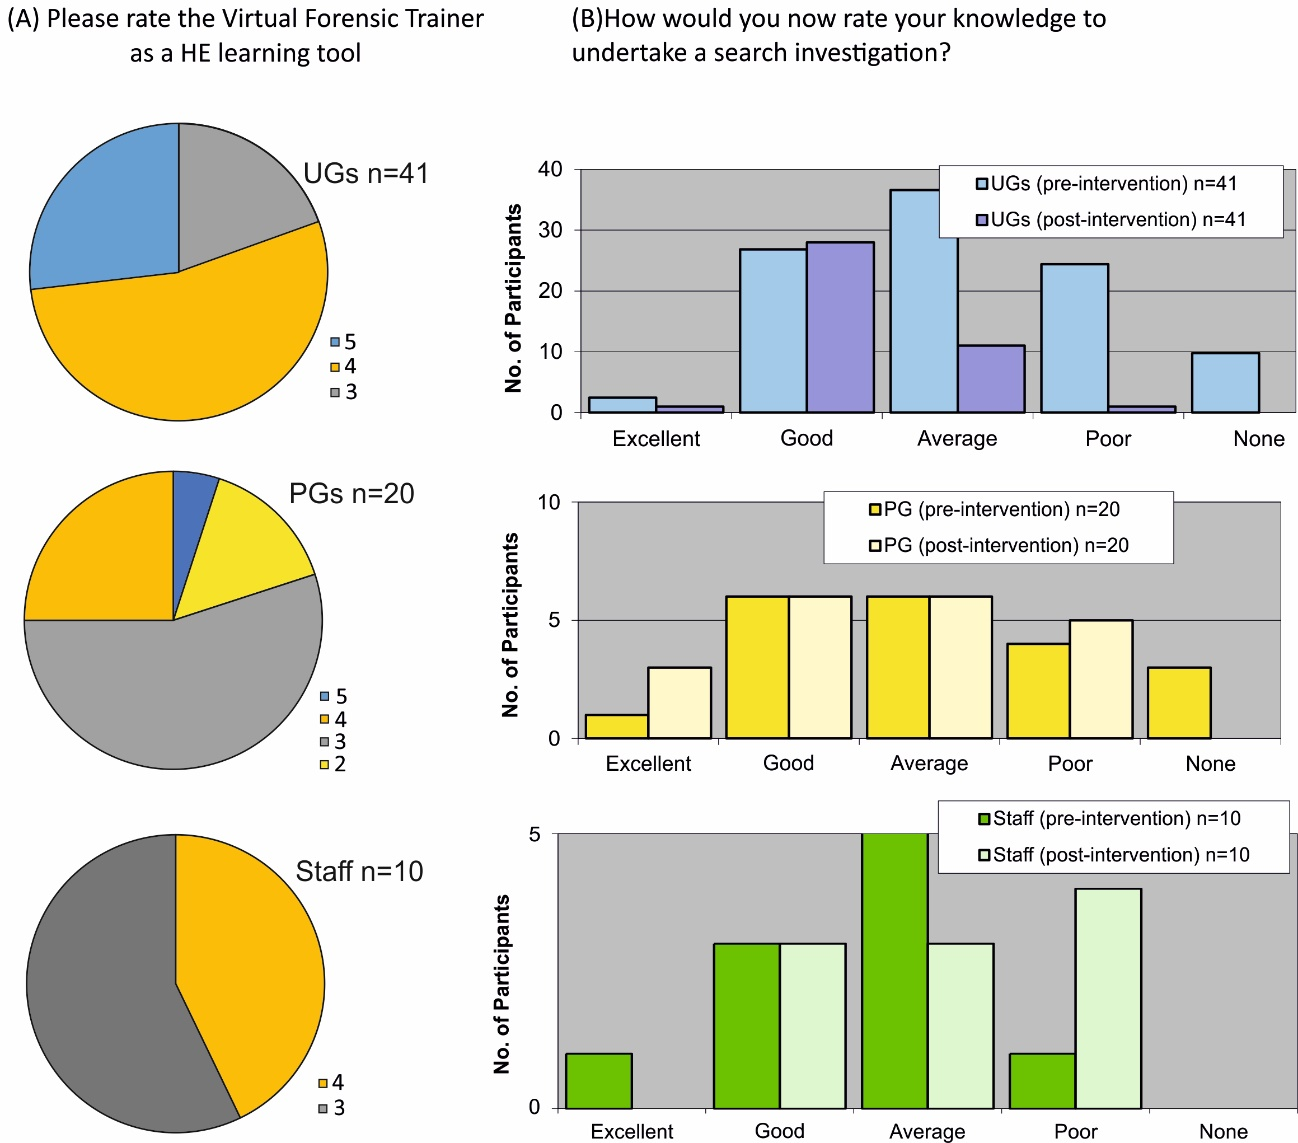 (A) Please rate the Virtual Forensic Trainer
as a HE learning tool
(B)How would you now rate your knowledge to
undertake a search investigation?
UGs n=41
5
4
3
No. of Participants
40
30
20
10
0
UGs (pre-intervention) n=41
UGs (post-intervention) n=41
Excellent Good Average Poor None
PGs n=20
5
4
3
2
No. of Participants
10
5
0
PG (pre-intervention) n=20
PG (post-intervention) n=20
Excellent Good Average Poor None
Staff n=10
4
3
No. of Participants
5
0
Staff (pre-intervention) n=10
Staff (post-intervention) n=10
Excellent Good Average Poor None